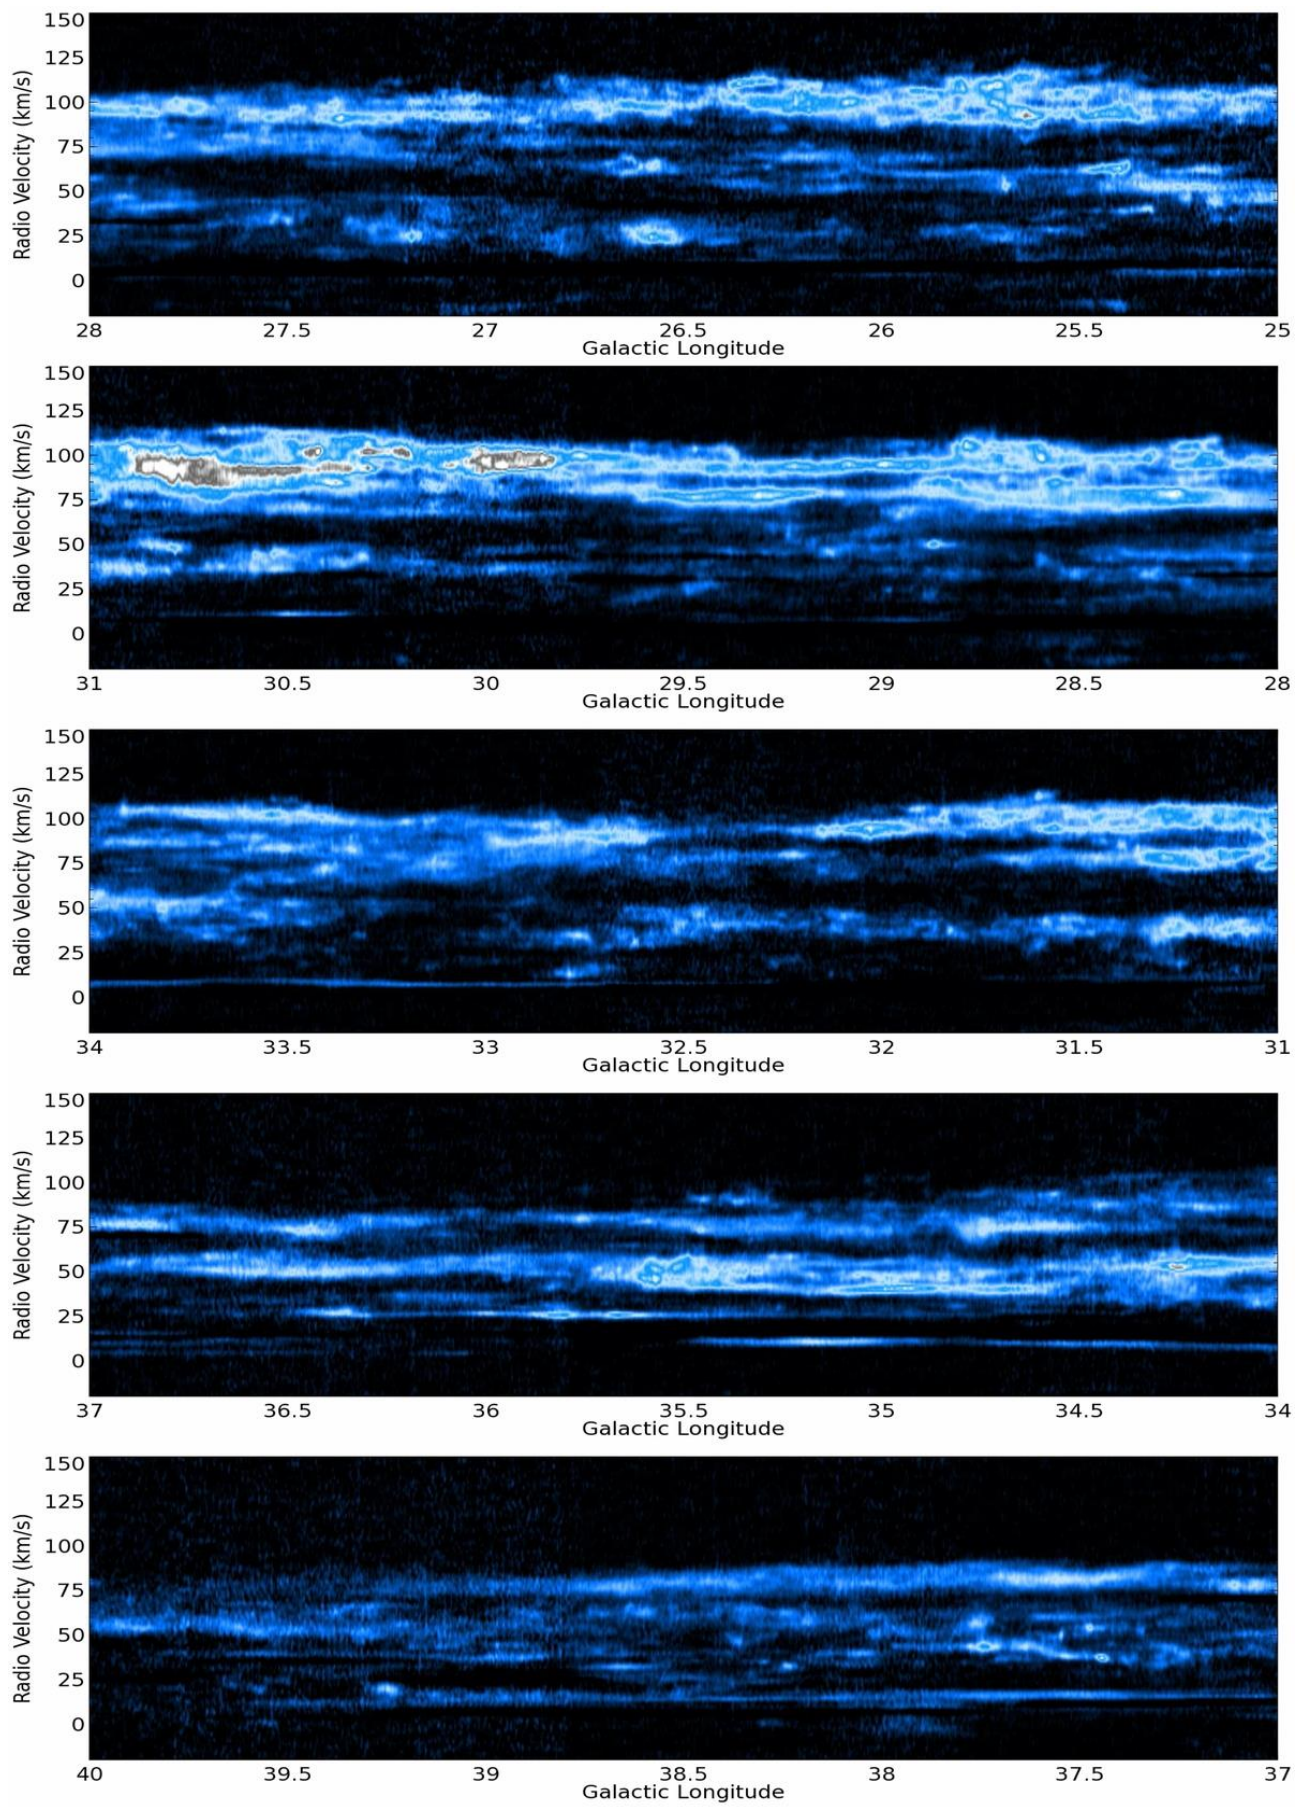 150
125
100
75
50
25
0
Radio Velocity (km/s)
28 27.5 27 26.5 26 25.5 25
Galactic Longitude
150
125
100
75
50
25
0
Radio Velocity (km/s)
31 30.5 30 29.5 29 28.5 28
Galactic Longitude
150
125
100
75
50
25
0
Radio Velocity (km/s)
34 33.5 33 32.5 32 31.5 31
Galactic Longitude
150
125
100
75
50
25
0
Radio Velocity (km/s)
37 36.5 36 35.5 35 34.5 34
Galactic Longitude
150
125
100
75
50
25
0
Radio Velocity (km/s)
40 39.5 39 38.5 38 37.5 37
Galactic Longitude